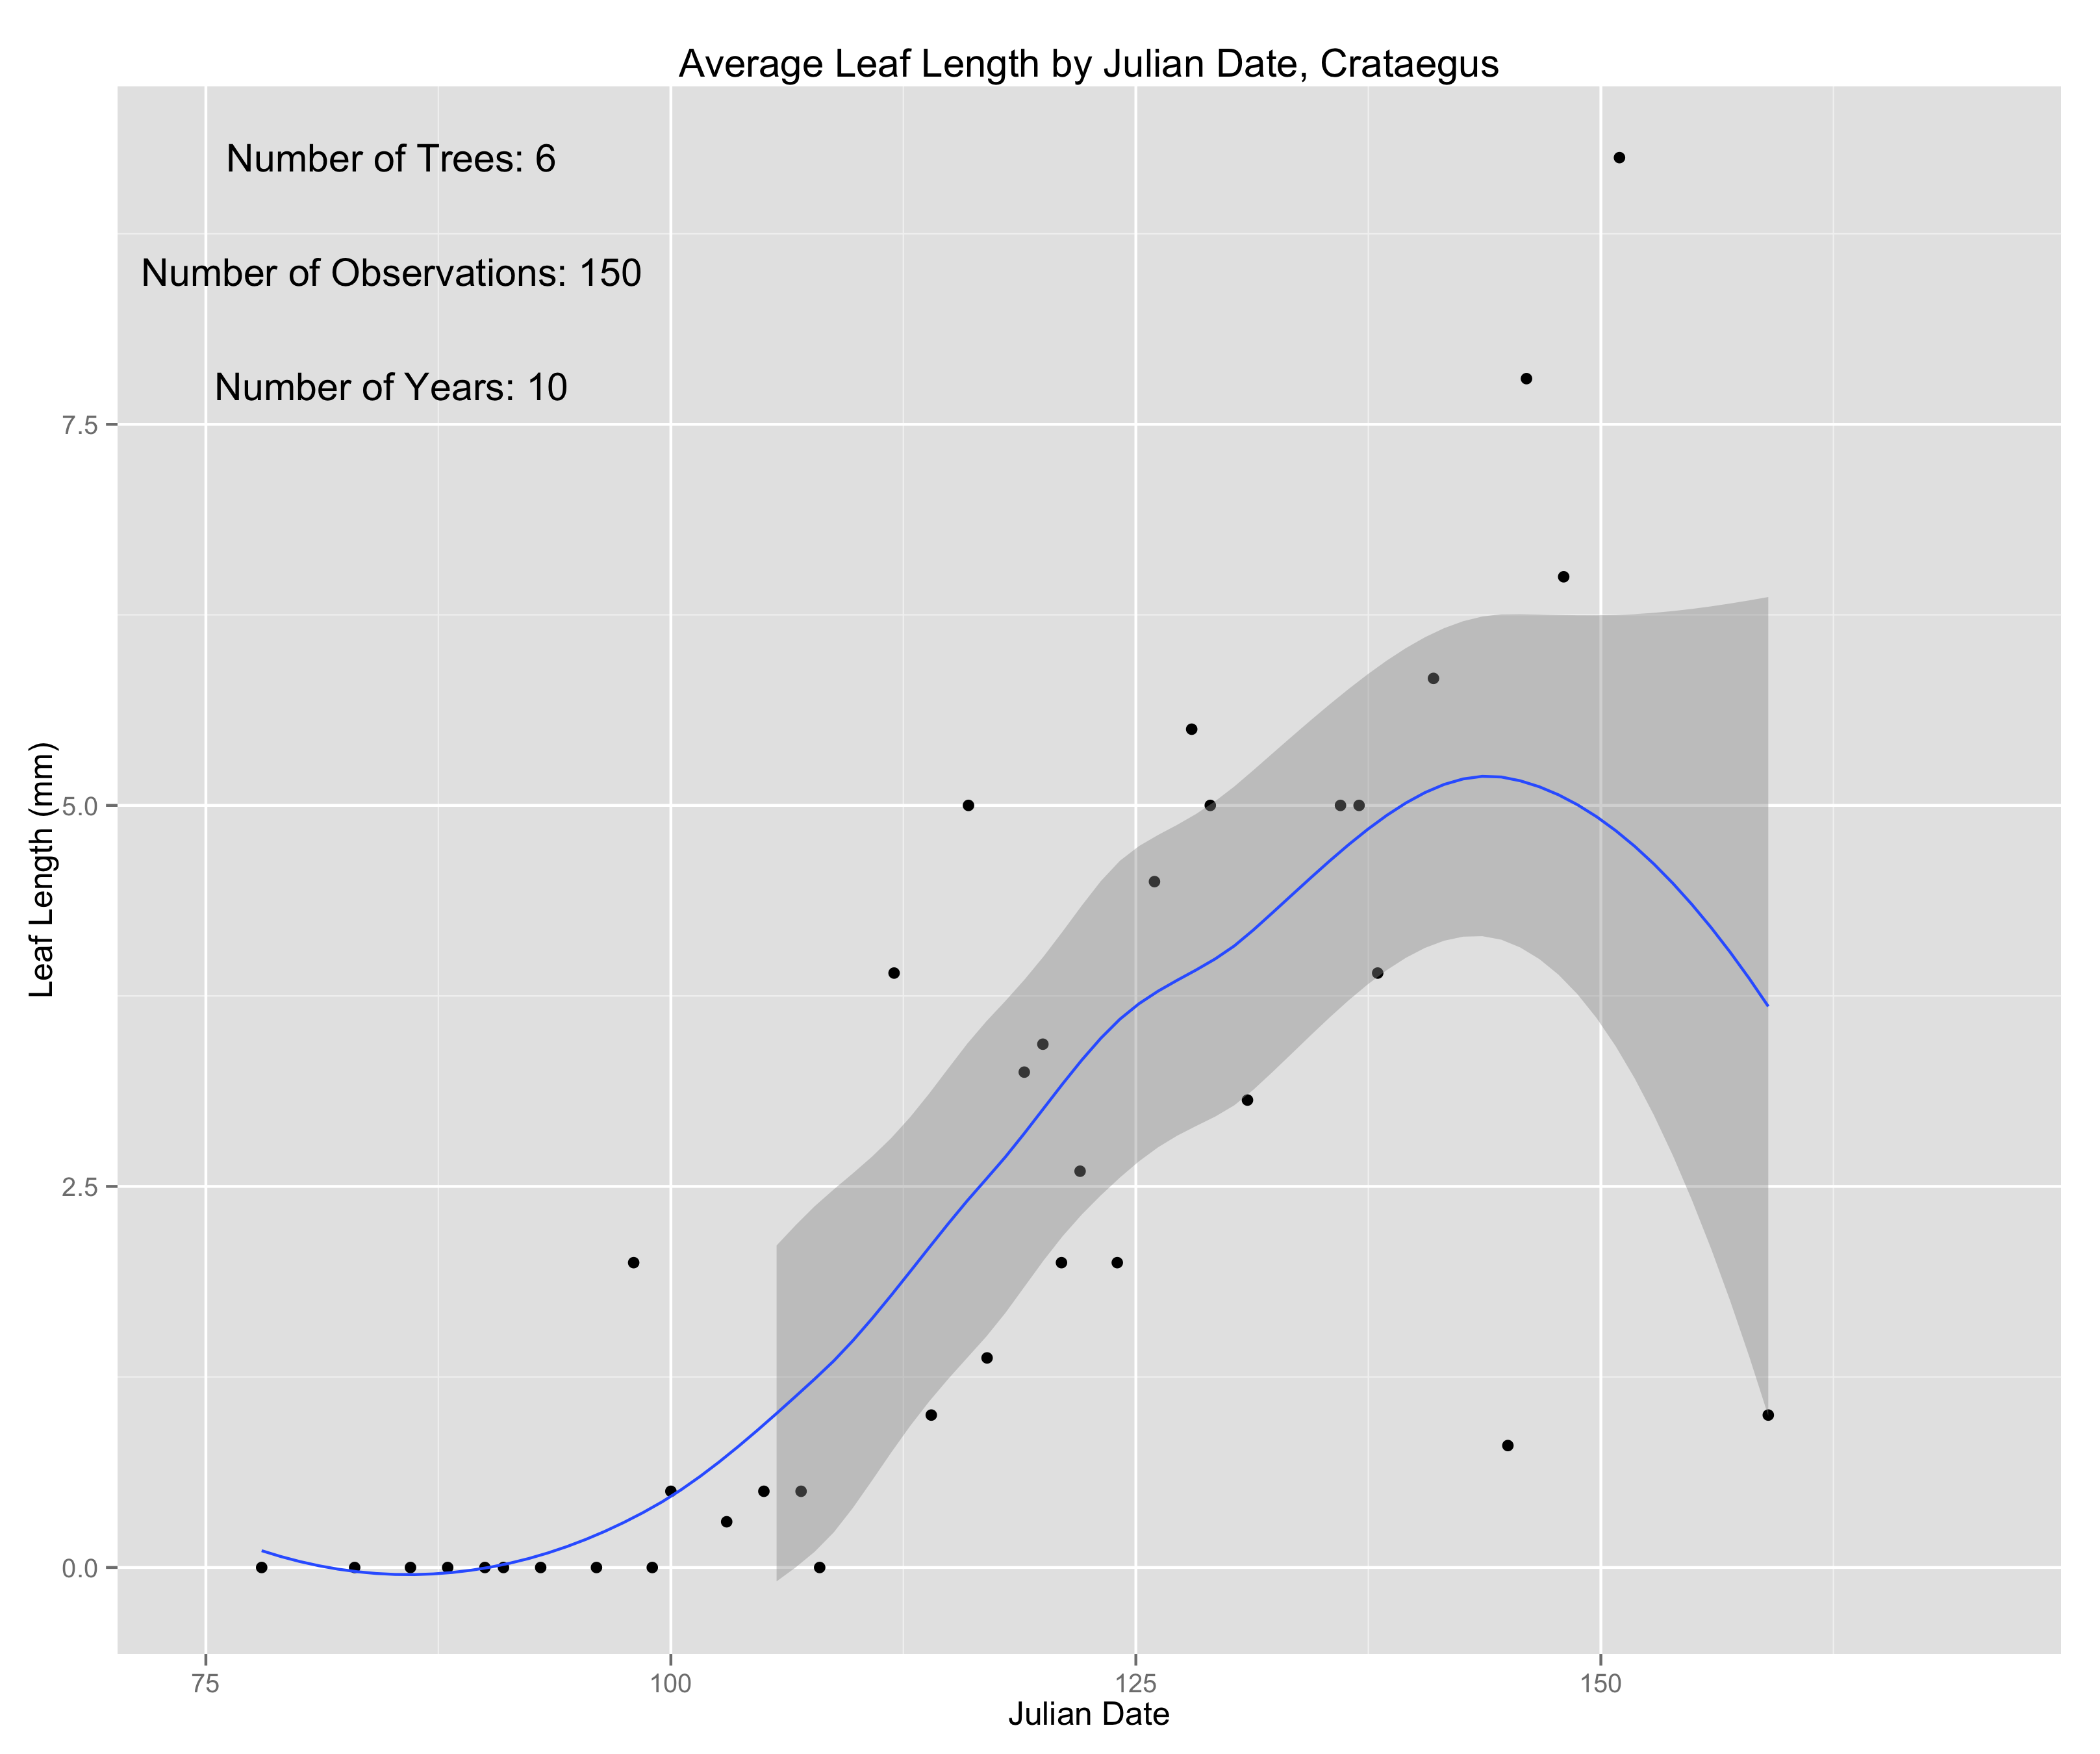 Average Leaf Length by Julian Date, Crataegus
Number of Trees: 6
Number of Observations: 150
Number of Years: 10
7.5
5.0
2.5
0.0
Leaf Length (mm)
75 100 125 150
Julian Date